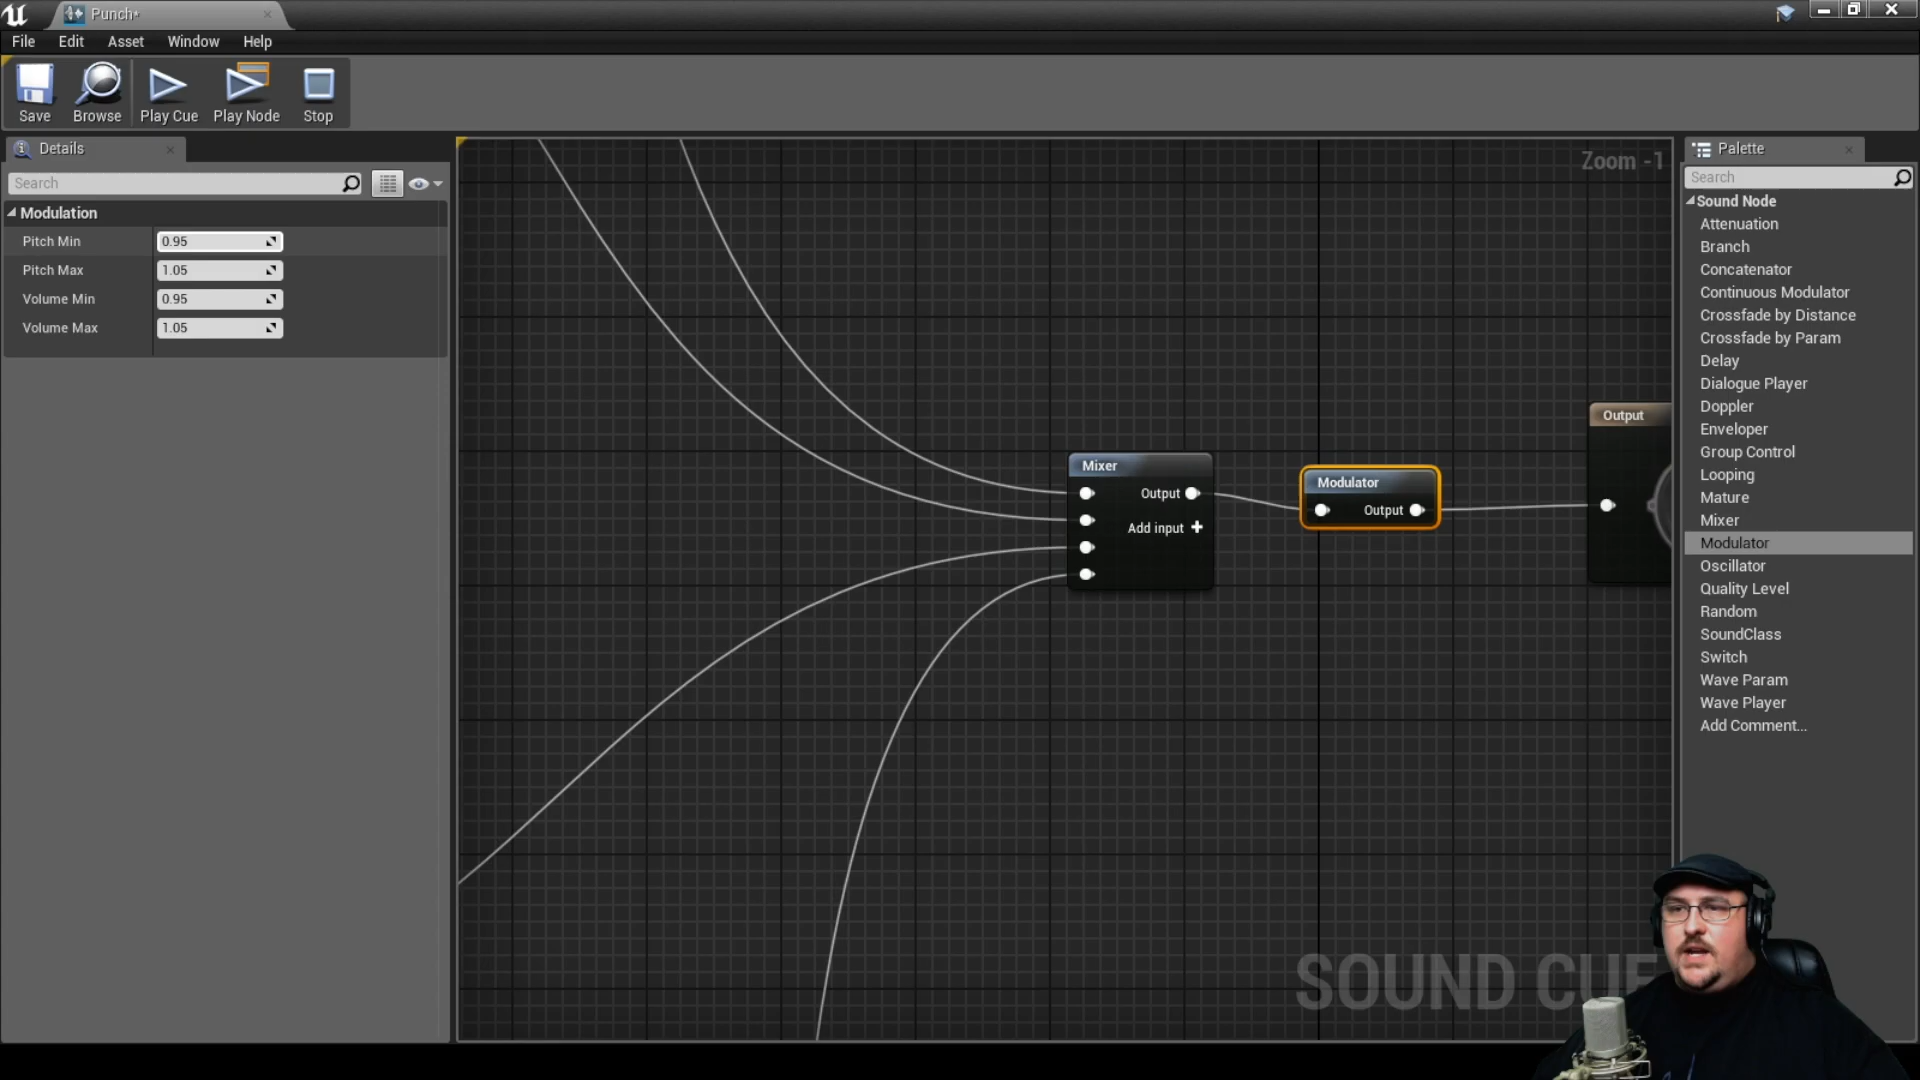 Punch*
File Edit Asset Window Help
Save Browse Play Cue Play Node Stop
Details
Search
Modulation
Pitch Min 0.95
Pitch Max 1.05
Volume Min 0.95
Volume Max 1.05
Zoom -1
Mixer
Output
Add input
Modulator
Output
Output
SOUND CUE
Palette
Search
Sound Node
Attenuation
Branch
Concatenator
Continuous Modulator
Crossfade by Distance
Crossfade by Param
Delay
Dialogue Player
Doppler
Enveloper
Group Control
Looping
Mature
Mixer
Modulator
Oscillator
Quality Level
Random
SoundClass
Switch
Wave Param
Wave Player
Add Comment...